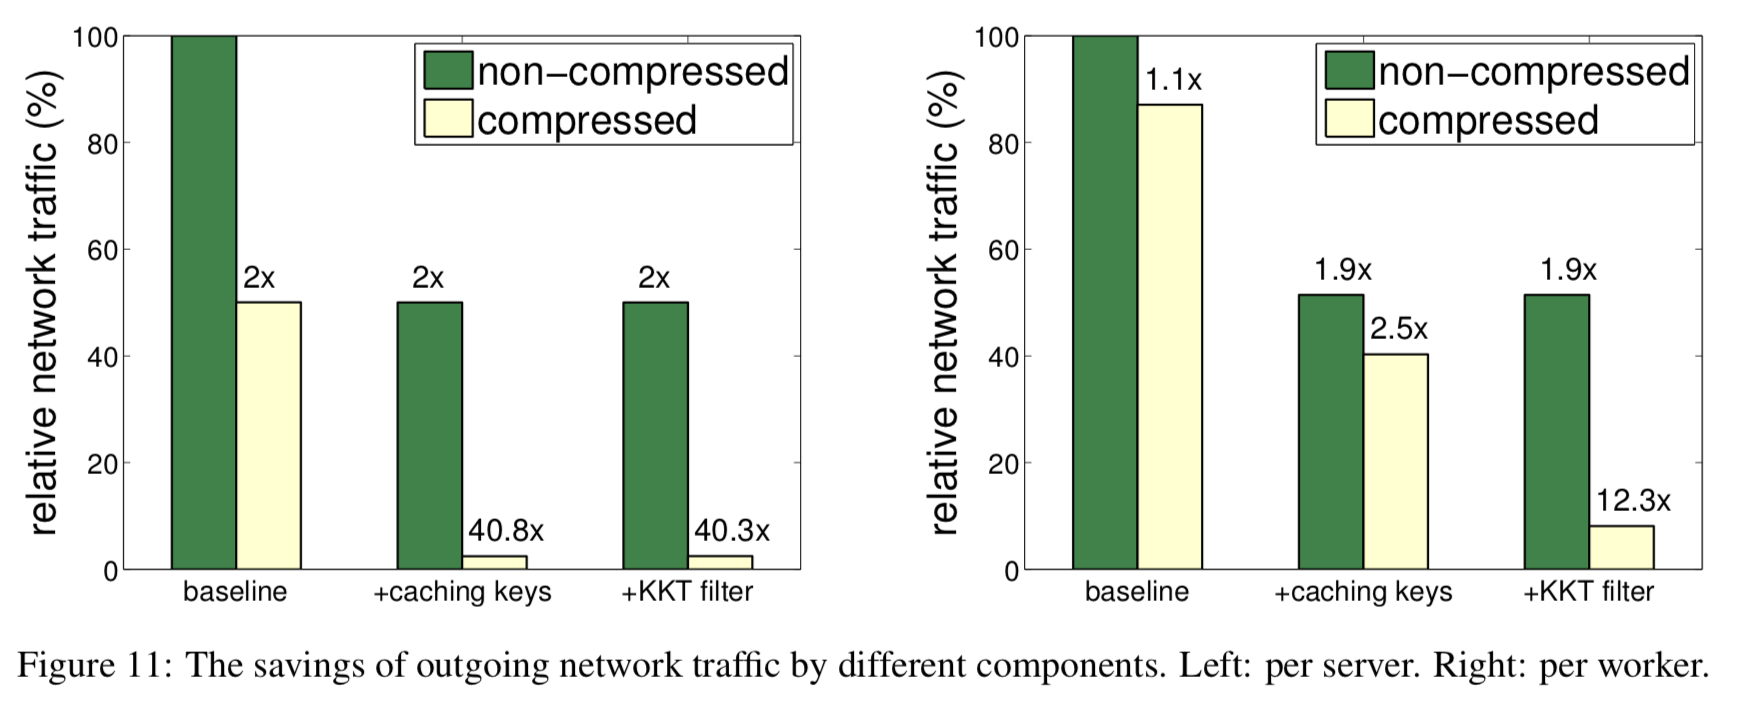 relative network traffic (%)
100
80
60
40
20
0
non−compressed
compressed
2x
2x
40.8x
2x
40.3x
baseline
+caching keys
+KKT filter
relative network traffic (%)
100
80
60
40
20
0
non−compressed
compressed
1.1x
1.9x
2.5x
1.9x
12.3x
baseline
+caching keys
+KKT filter
Figure 11: The savings of outgoing network traffic by different components. Left: per server. Right: per worker.